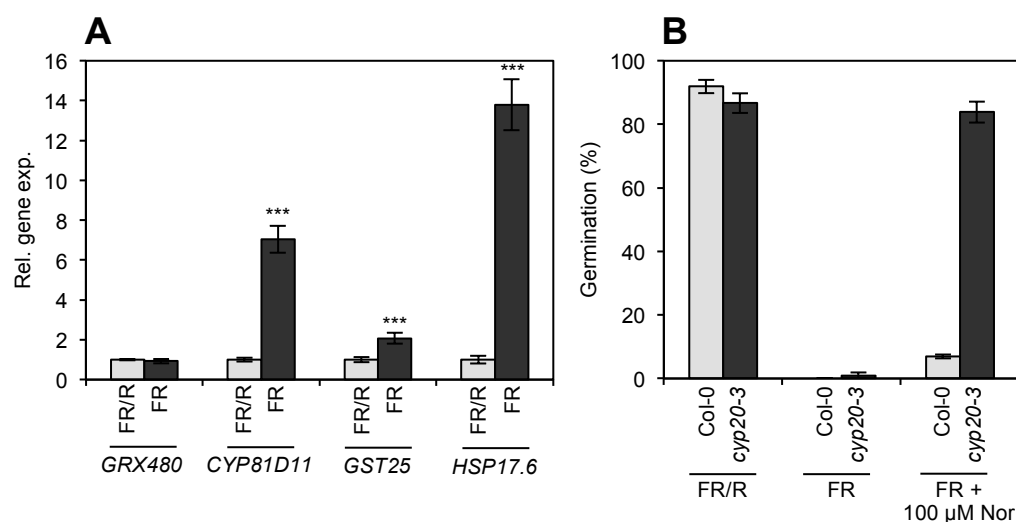 A
16
14
12
10
8
6
4
2
0
Rel. gene exp.
***
***
***
FR/R
FR
FR/R
FR
FR/R
FR
FR/R
FR
GRX480
CYP81D11
GST25
HSP17.6
B
100
80
60
40
20
0
Germination (%)
Col-0
cyp20-3
Col-0
cyp20-3
Col-0
cyp20-3
FR/R
FR
FR +
100 µM Nor